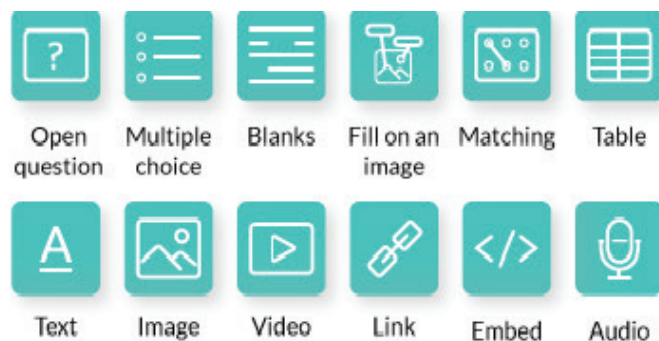 ?
Open question
Multiple choice
Blanks
Fill on an image
Matching
Table
A
</>
Text
Image
Video
Link
Embed
Audio